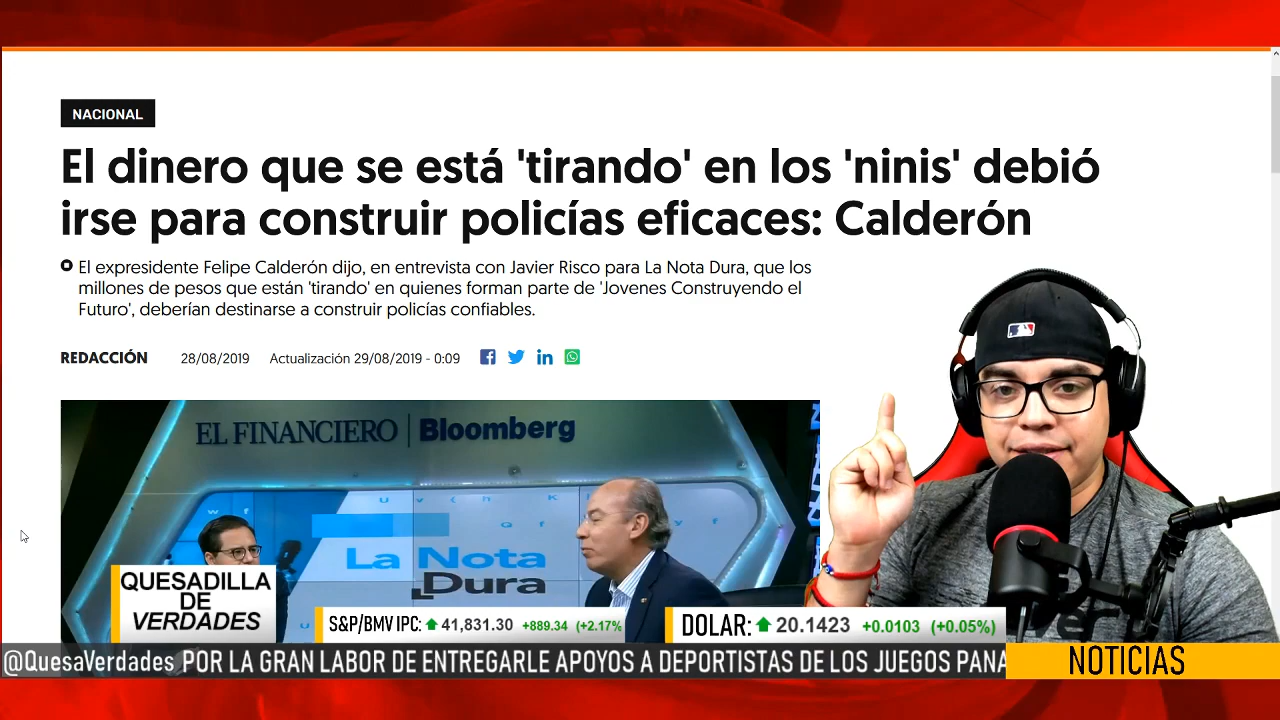 NACIONAL
El dinero que se está 'tirando' en los 'ninis' debió
irse para construir policías eficaces: Calderón
El expresidente Felipe Calderón dijo, en entrevista con Javier Risco para La Nota Dura, que los
millones de pesos que están 'tirando' en quienes forman parte de 'Jovenes Construyendo el
Futuro', deberían destinarse a construir policías confiables.
REDACCIÓN 28/08/2019 Actualización 29/08/2019 - 0:09
EL FINANCIERO | Bloomberg
La Nota
Dura
QUESADILLA
DE
VERDADES
S&P/BMV IPC: 41,831.30 +889.34 (+2.17%)
DOLAR: 20.1423 +0.0103 (+0.05%)
@QuesaVerdades POR LA GRAN LABOR DE ENTREGARLE APOYOS A DEPORTISTAS DE LOS JUEGOS PANA
NOTICIAS